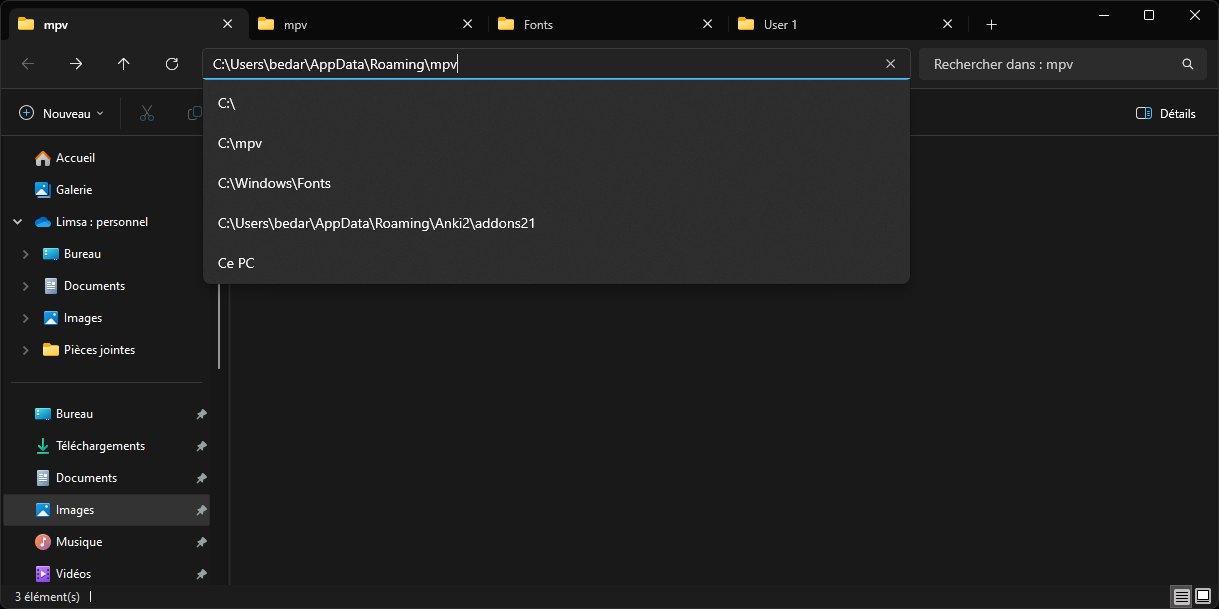 mpv
mpv
Fonts
User 1
C:\Users\bedar\AppData\Roaming\mpv
Rechercher dans : mpv
Nouveau
Détails
C:\
C:\mpv
C:\Windows\Fonts
C:\Users\bedar\AppData\Roaming\Anki2\addons21
Ce PC
Accueil
Galerie
Limsa : personnel
Bureau
Documents
Images
Pièces jointes
Bureau
Téléchargements
Documents
Images
Musique
Vidéos
3 élément(s)